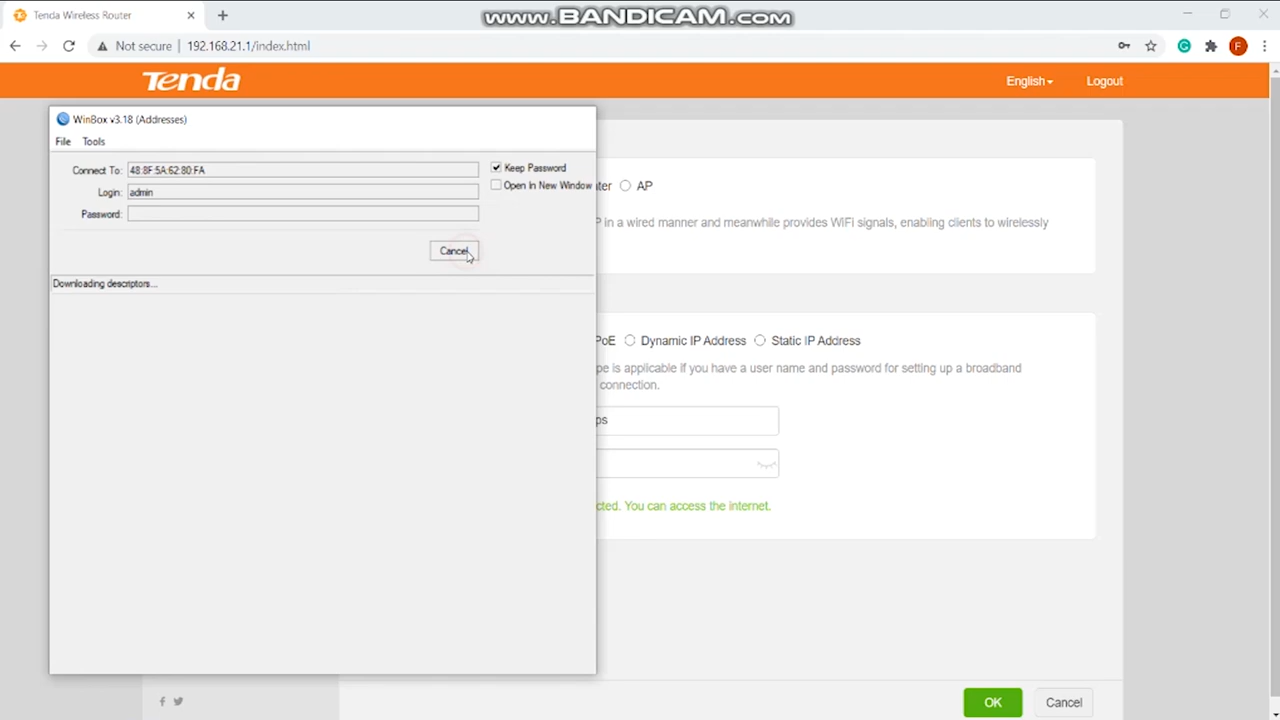 Tenda Wireless Router
www.BANDICAM.com
Not secure | 192.168.21.1/index.html
F
Tenda
English
Logout
WinBox v3.18 (Addresses)
File Tools
Connect To: 48:8F:5A:62:80:FA
Keep Password
Login: admin
Open In New Window
Password:
Cancel
Downloading descriptors...
ter AP
P in a wired manner and meanwhile provides WiFi signals, enabling clients to wirelessly
PoE Dynamic IP Address Static IP Address
pe is applicable if you have a user name and password for setting up a broadband
connection.
ps
cted. You can access the internet.
OK Cancel